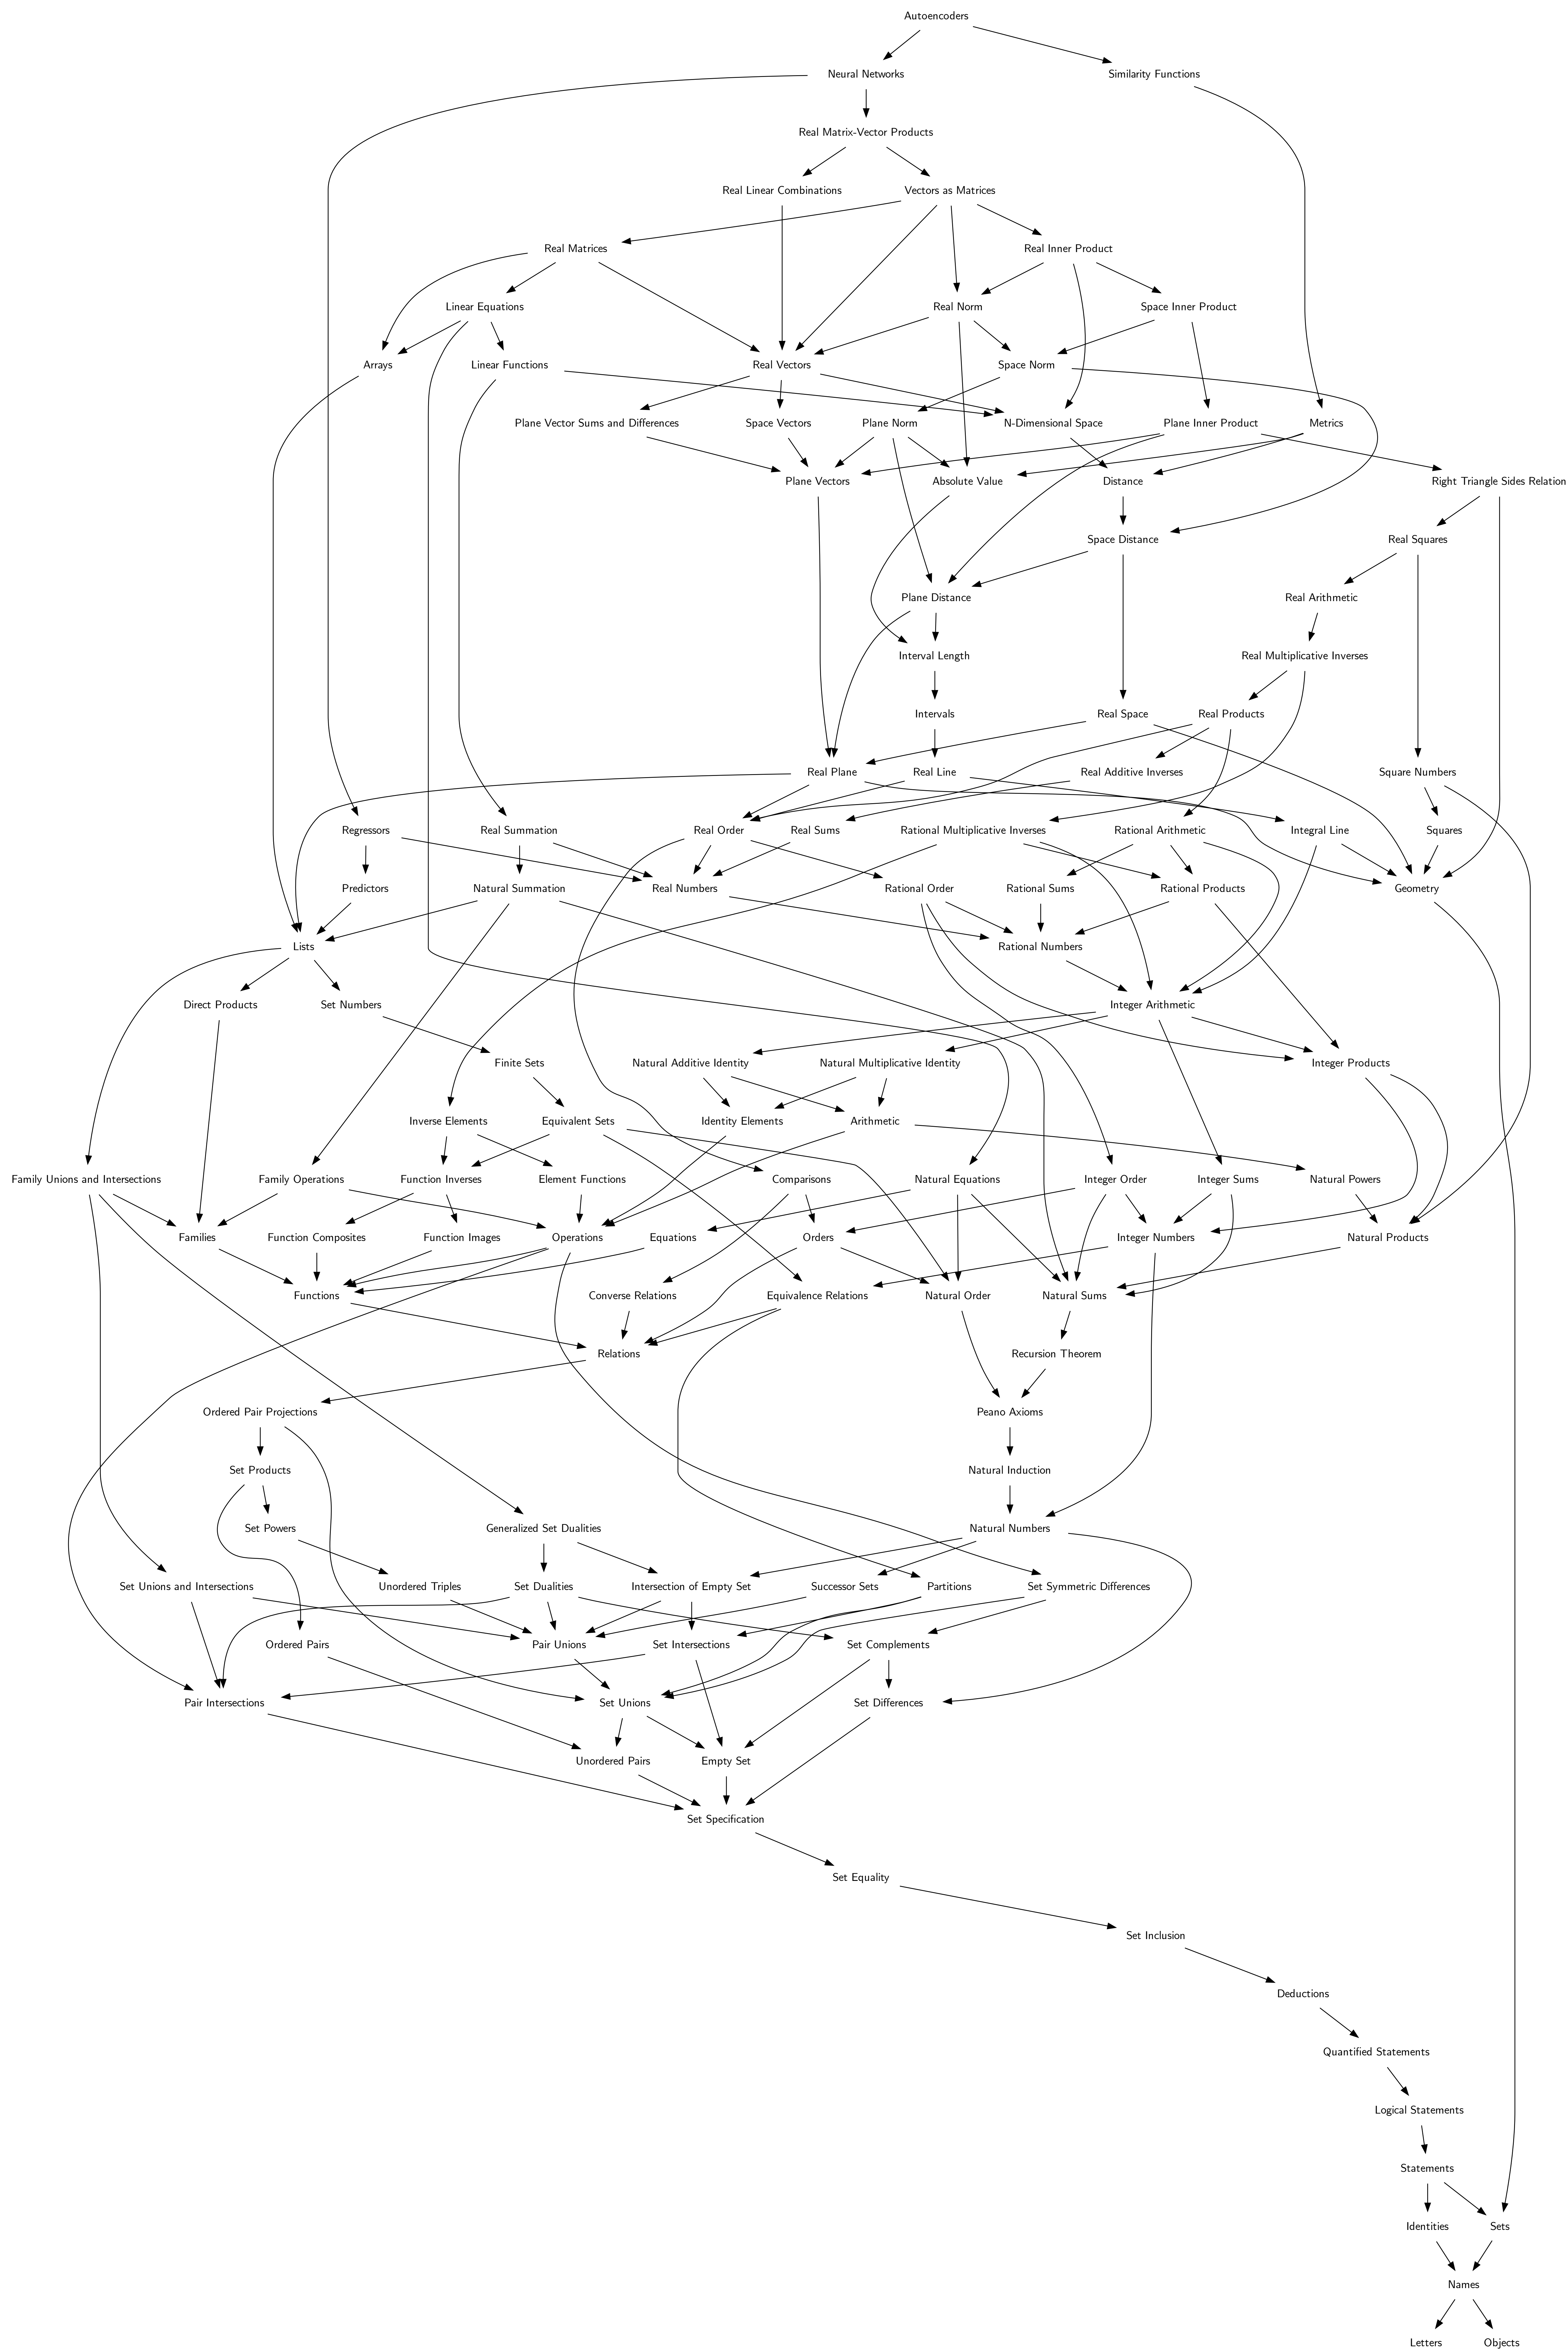 Autoencoders
Neural Networks
Similarity Functions
Real Matrix-Vector Products
Real Linear Combinations
Vectors as Matrices
Real Matrices
Real Inner Product
Linear Equations
Real Norm
Space Inner Product
Arrays
Linear Functions
Real Vectors
Space Norm
Plane Vector Sums and Differences
Space Vectors
Plane Norm
N-Dimensional Space
Plane Inner Product
Metrics
Plane Vectors
Absolute Value
Distance
Right Triangle Sides Relation
Space Distance
Real Squares
Plane Distance
Real Arithmetic
Interval Length
Real Multiplicative Inverses
Intervals
Real Space
Real Products
Real Plane
Real Line
Real Additive Inverses
Square Numbers
Regressors
Real Summation
Real Order
Real Sums
Rational Multiplicative Inverses
Rational Arithmetic
Integral Line
Squares
Predictors
Natural Summation
Real Numbers
Rational Order
Rational Sums
Rational Products
Geometry
Lists
Rational Numbers
Direct Products
Set Numbers
Integer Arithmetic
Finite Sets
Natural Additive Identity
Natural Multiplicative Identity
Integer Products
Inverse Elements
Equivalent Sets
Identity Elements
Arithmetic
Family Unions and Intersections
Family Operations
Function Inverses
Element Functions
Comparisons
Natural Equations
Integer Order
Integer Sums
Natural Powers
Families
Function Composites
Function Images
Operations
Equations
Orders
Integer Numbers
Natural Products
Functions
Converse Relations
Equivalence Relations
Natural Order
Natural Sums
Relations
Recursion Theorem
Ordered Pair Projections
Peano Axioms
Set Products
Natural Induction
Set Powers
Generalized Set Dualities
Natural Numbers
Set Unions and Intersections
Unordered Triples
Set Dualities
Intersection of Empty Set
Successor Sets
Partitions
Set Symmetric Differences
Ordered Pairs
Pair Unions
Set Intersections
Set Complements
Pair Intersections
Set Unions
Set Differences
Unordered Pairs
Empty Set
Set Specification
Set Equality
Set Inclusion
Deductions
Quantified Statements
Logical Statements
Statements
Identities
Sets
Names
Letters
Objects